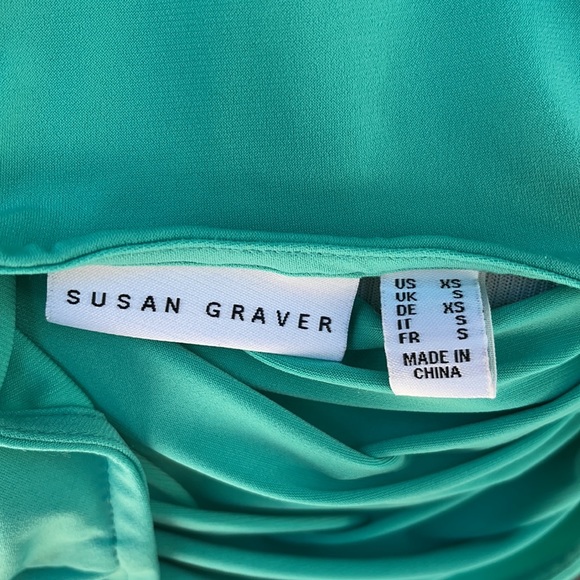 SUSAN GRAVER
US XS
UK S
DE XS
IT S
FR S
MADE IN
CHINA